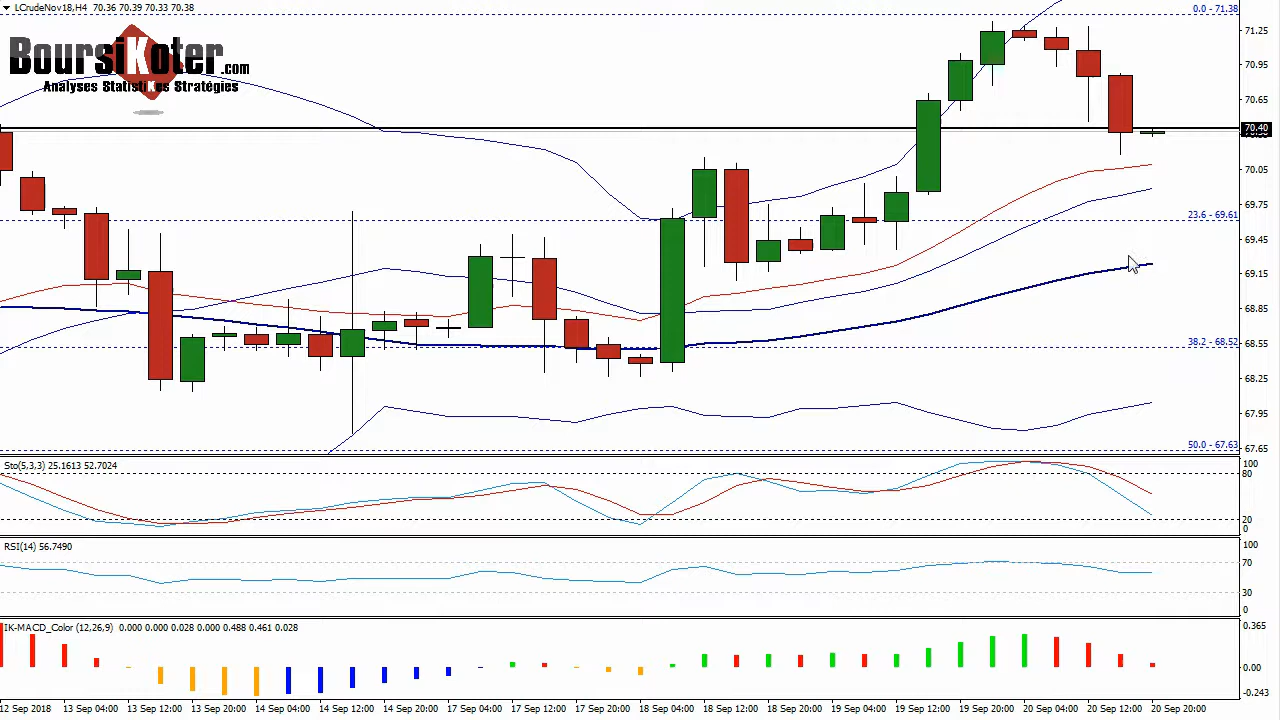 LCrudeNov18,H4 70.36 70.39 70.33 70.38
BoursiKoter.com
Analyses StatistiKes Stratégies
0.0 - 71.38
71.25
70.95
70.65
70.40
70.05
23.6 - 69.61
69.75
69.45
69.15
68.85
38.2 - 68.52
68.55
68.25
67.95
50.0 - 67.63
67.65
Sto(5,3,3) 25.1613 52.7024
100
80
20
0
RSI(14) 56.7490
100
70
30
0
IK-MACD_Color (12,26,9) 0.000 0.000 0.028 0.000 0.488 0.461 0.028
0.365
0.00
-0.243
12 Sep 2018 13 Sep 04:00 13 Sep 12:00 13 Sep 20:00 14 Sep 04:00 14 Sep 12:00 14 Sep 20:00 17 Sep 04:00 17 Sep 12:00 17 Sep 20:00 18 Sep 04:00 18 Sep 12:00 18 Sep 20:00 19 Sep 04:00 19 Sep 12:00 19 Sep 20:00 20 Sep 04:00 20 Sep 12:00 20 Sep 20:00